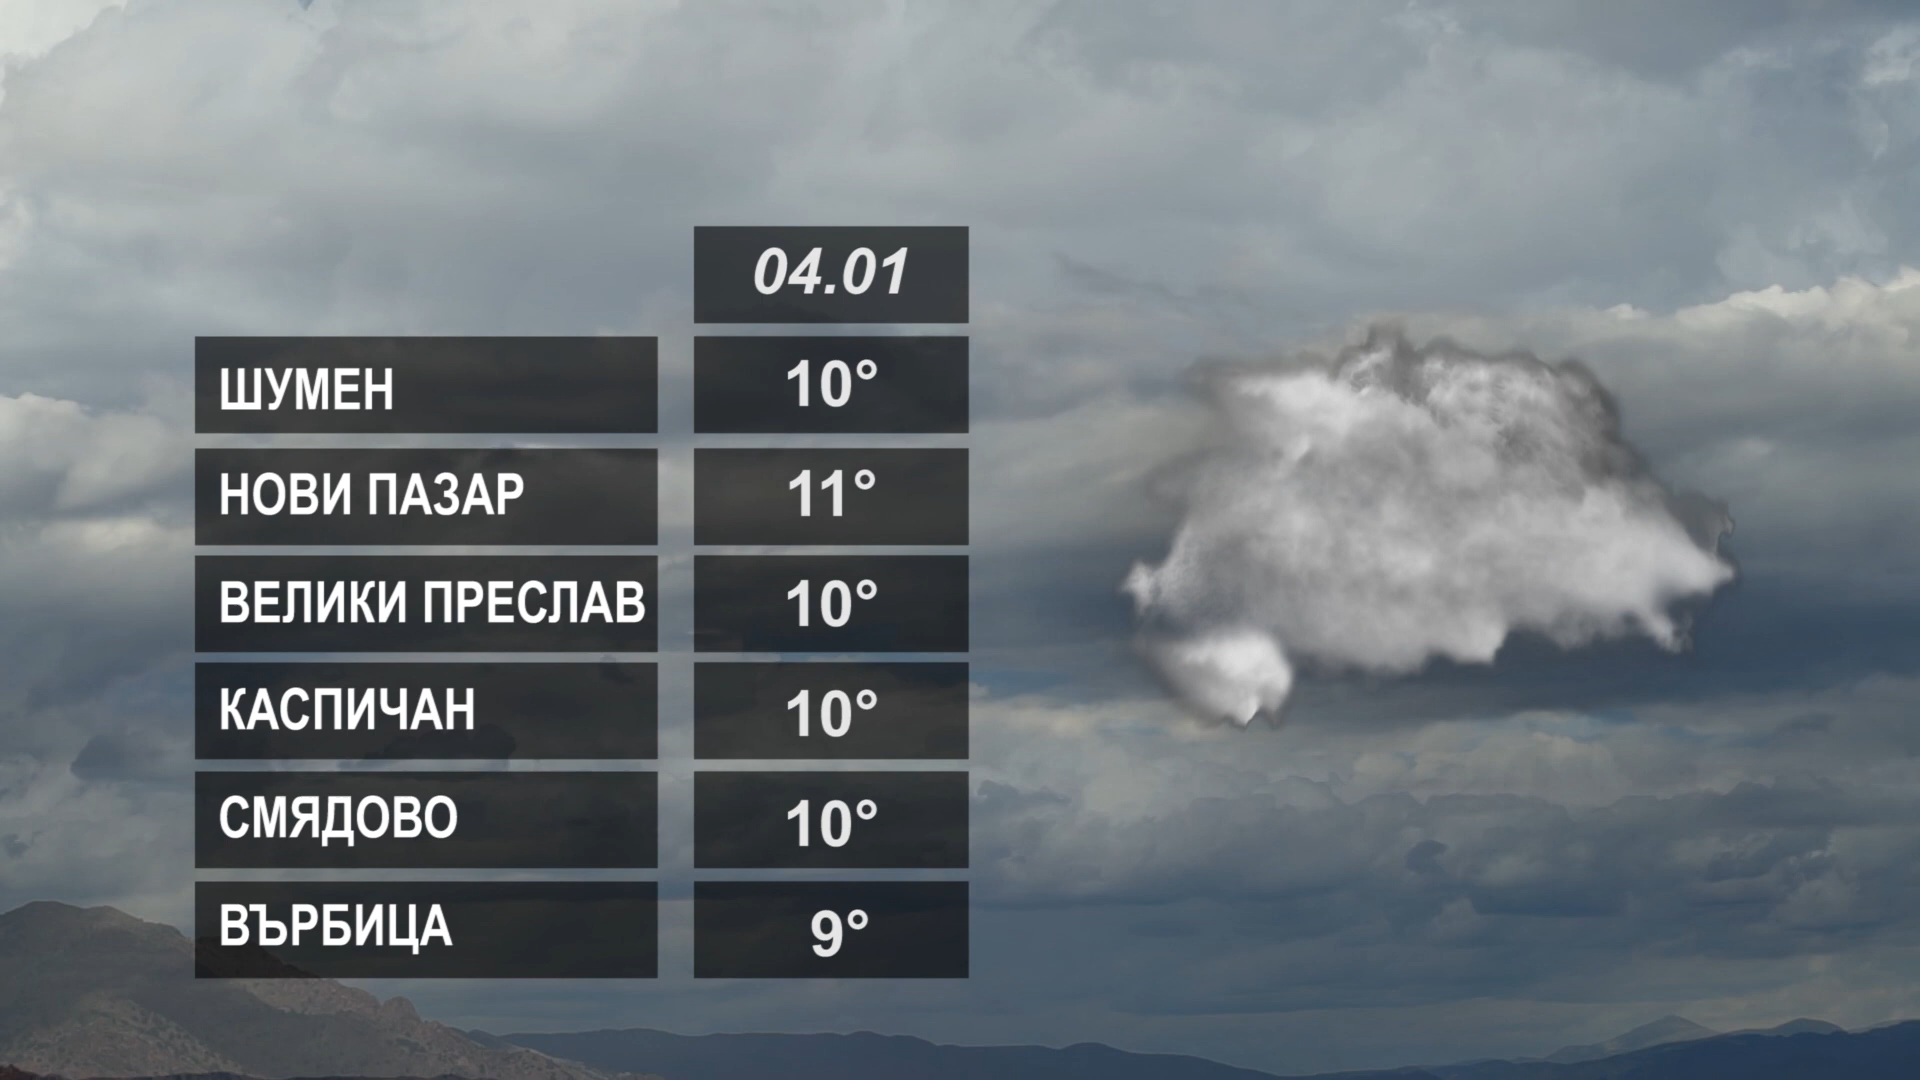 04.01
ШУМЕН 10°
НОВИ ПАЗАР 11°
ВЕЛИКИ ПРЕСЛАВ 10°
КАСПИЧАН 10°
СМЯДОВО 10°
ВЪРБИЦА 9°